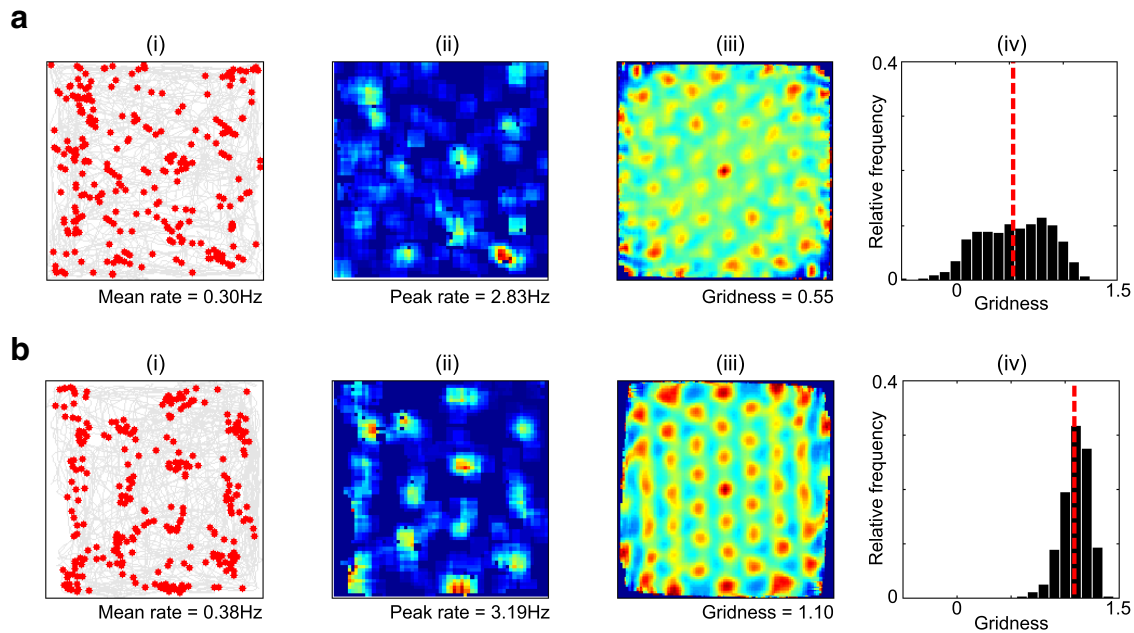 a
(i)
(ii)
(iii)
(iv)
0.4
Relative frequency
0
0
1.5
Gridness
Mean rate = 0.30Hz
Peak rate = 2.83Hz
Gridness = 0.55
b
(i)
(ii)
(iii)
(iv)
0.4
Relative frequency
0
0
1.5
Gridness
Mean rate = 0.38Hz
Peak rate = 3.19Hz
Gridness = 1.10